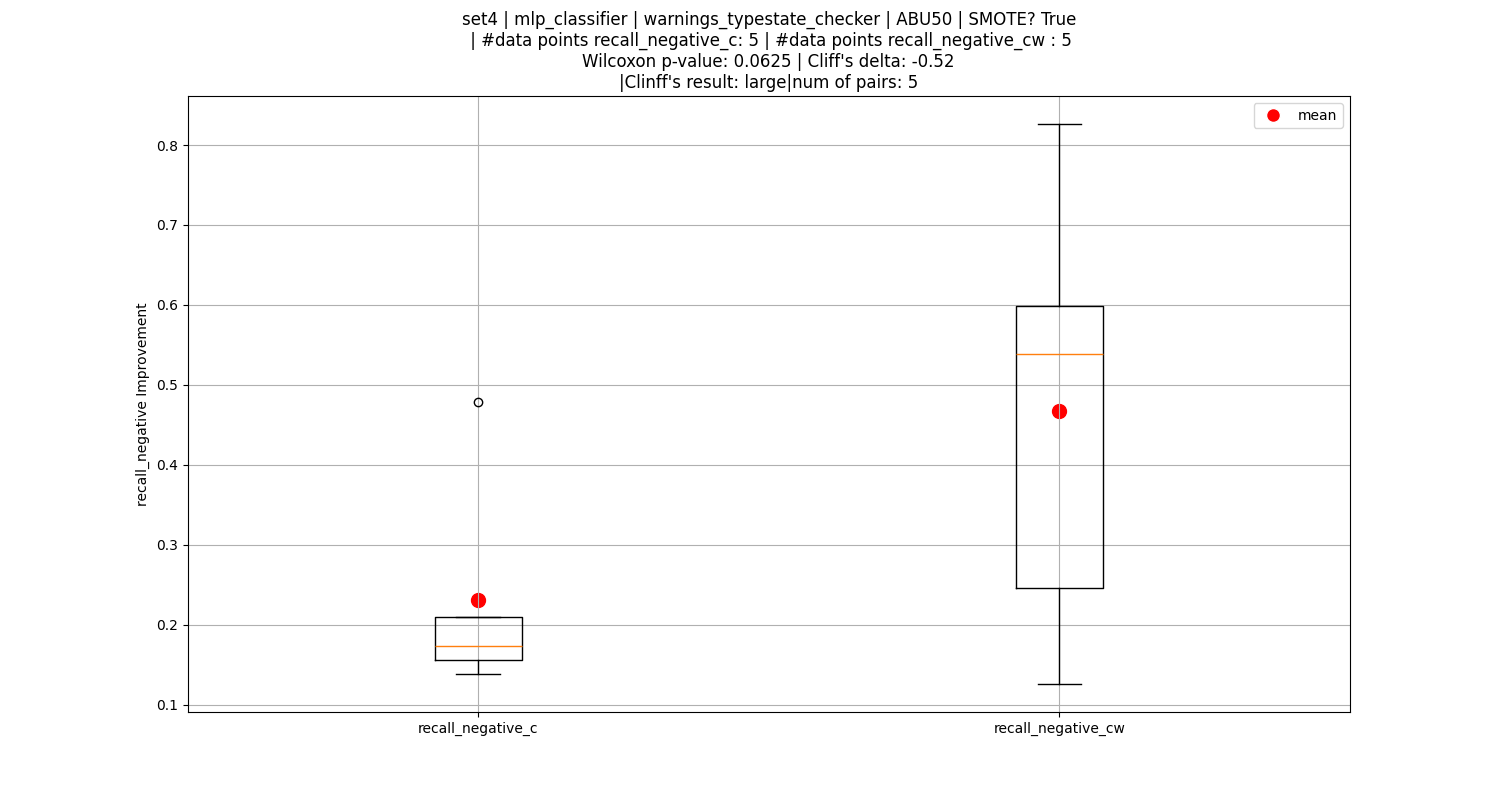 set4 | mlp_classifier | warnings_typestate_checker | ABU50 | SMOTE? True
| #data points recall_negative_c: 5 | #data points recall_negative_cw : 5
Wilcoxon p-value: 0.0625 | Cliff's delta: -0.52
|Clinff's result: large|num of pairs: 5
mean
0.8
0.7
0.6
0.5
0.4
0.3
0.2
0.1
recall_negative Improvement
recall_negative_c
recall_negative_cw